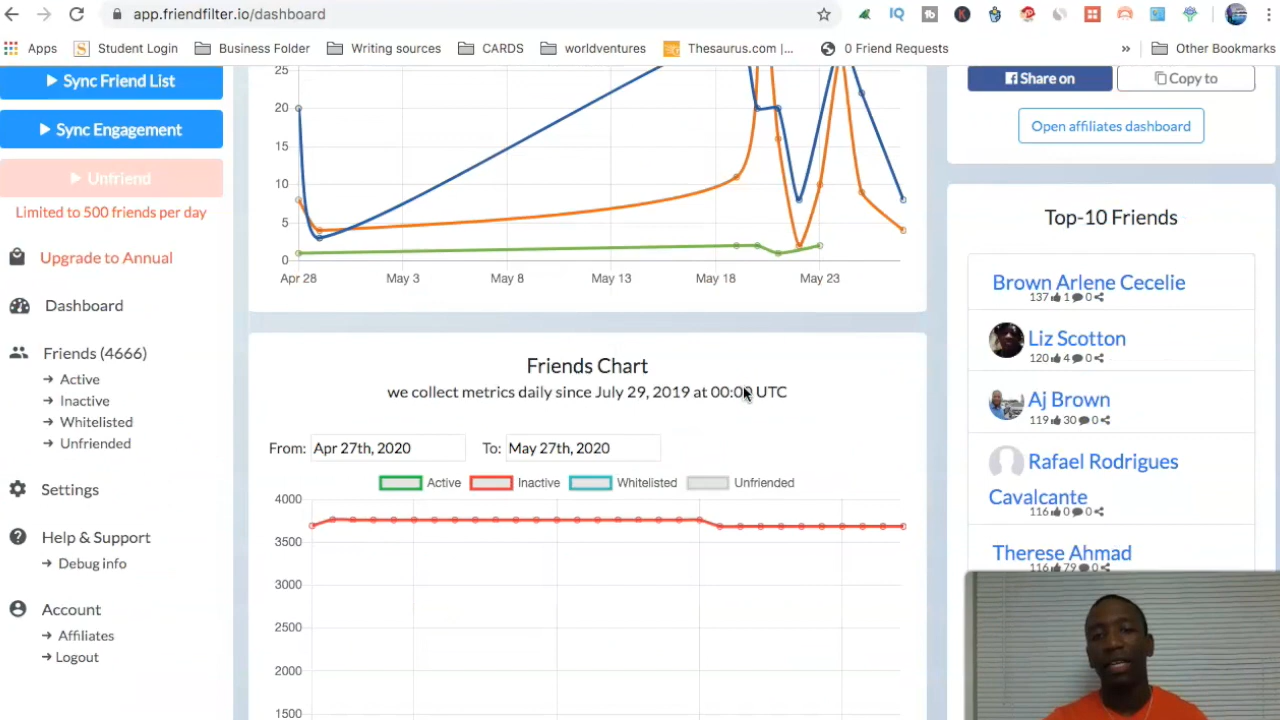 app.friendfilter.io/dashboard
Apps
Student Login
Business Folder
Writing sources
CARDS
worldventures
Thesaurus.com |...
0 Friend Requests
»
Other Bookmarks
Sync Friend List
Sync Engagement
Unfriend
Limited to 500 friends per day
Upgrade to Annual
Dashboard
Friends (4666)
→ Active
→ Inactive
→ Whitelisted
→ Unfriended
Settings
Help & Support
→ Debug info
Account
→ Affiliates
→ Logout
25
20
15
10
5
0
Apr 28 May 3 May 8 May 13 May 18 May 23
Friends Chart
we collect metrics daily since July 29, 2019 at 00:00 UTC
From: Apr 27th, 2020 To: May 27th, 2020
Active Inactive Whitelisted Unfriended
4000
3500
3000
2500
2000
1500
Share on
Copy to
Open affiliates dashboard
Top-10 Friends
Brown Arlene Cecelie
137 1 0
Liz Scotton
120 4 0
Aj Brown
119 30 0
Rafael Rodrigues
Cavalcante
116 0 0
Therese Ahmad
116 79 0